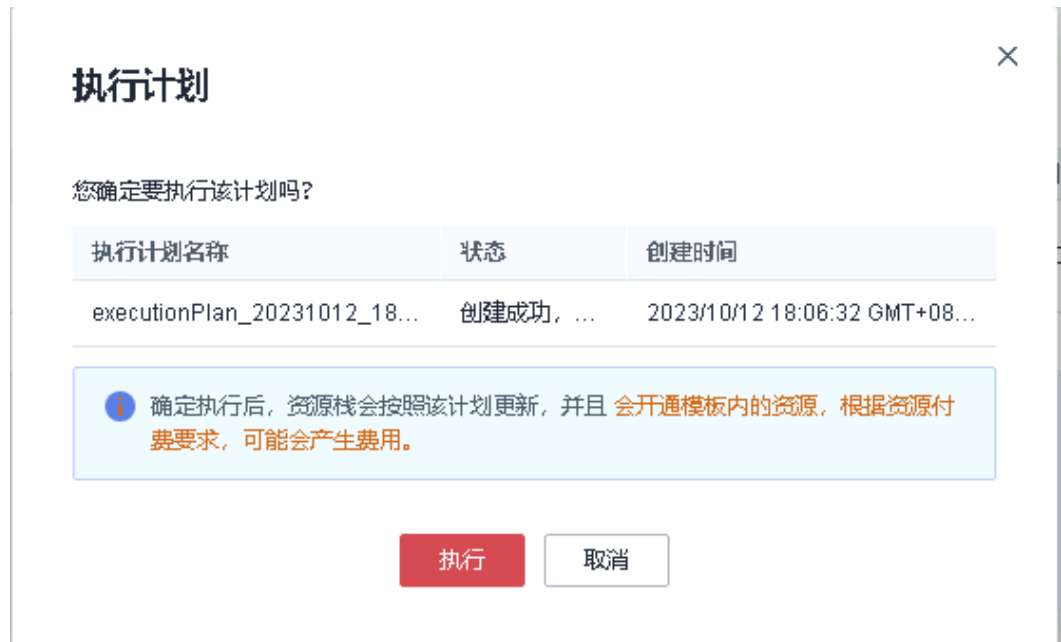 执行计划
您确定要执行该计划吗?
执行计划名称 状态 创建时间
executionPlan_20231012_18... 创建成功, ... 2023/10/12 18:06:32 GMT+08...
确定执行后，资源栈会按照该计划更新，并且 会开通模板内的资源，根据资源付
费要求，可能会产生费用。
执行 取消